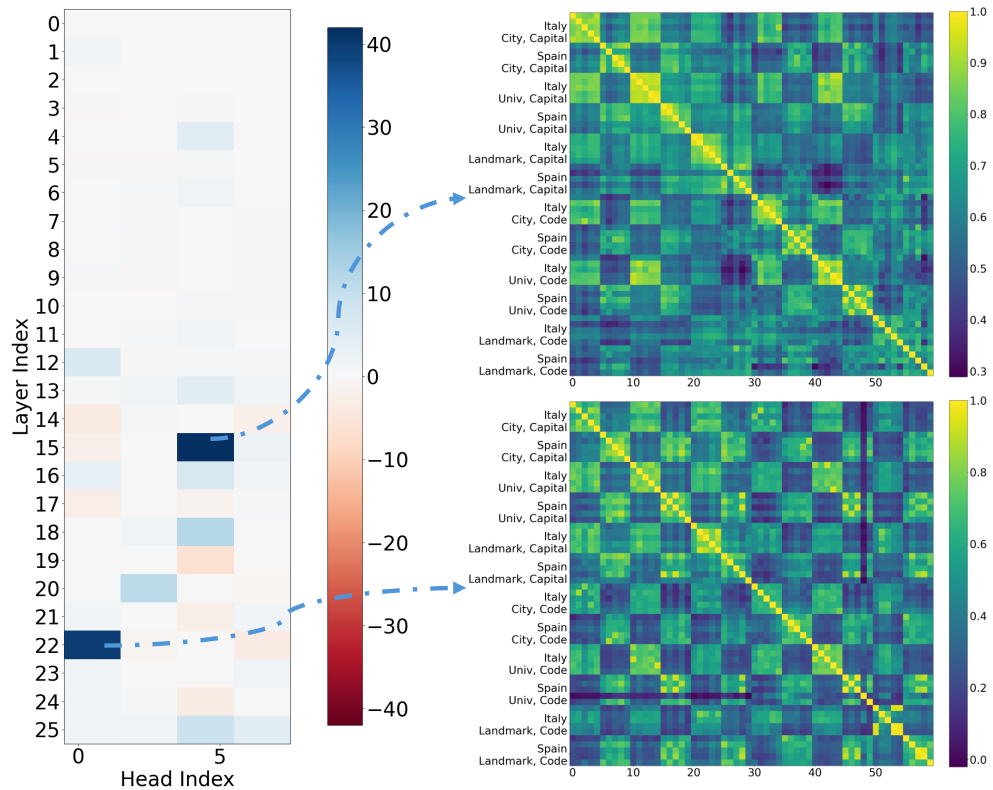 Layer Index
0
1
2
3
4
5
6
7
8
9
10
11
12
13
14
15
16
17
18
19
20
21
22
23
24
25
0
5
Head Index
40
30
20
10
0
−10
−20
−30
−40
Italy
City, Capital
Spain
City, Capital
Italy
Univ, Capital
Spain
Univ, Capital
Italy
Landmark, Capital
Spain
Landmark, Capital
Italy
City, Code
Spain
City, Code
Italy
Univ, Code
Spain
Univ, Code
Italy
Landmark, Code
Spain
Landmark, Code
0
10
20
30
40
50
1.0
0.9
0.8
0.7
0.6
0.5
0.4
0.3
Italy
City, Capital
Spain
City, Capital
Italy
Univ, Capital
Spain
Univ, Capital
Italy
Landmark, Capital
Spain
Landmark, Capital
Italy
City, Code
Spain
City, Code
Italy
Univ, Code
Spain
Univ, Code
Italy
Landmark, Code
Spain
Landmark, Code
0
10
20
30
40
50
1.0
0.8
0.6
0.4
0.2
0.0